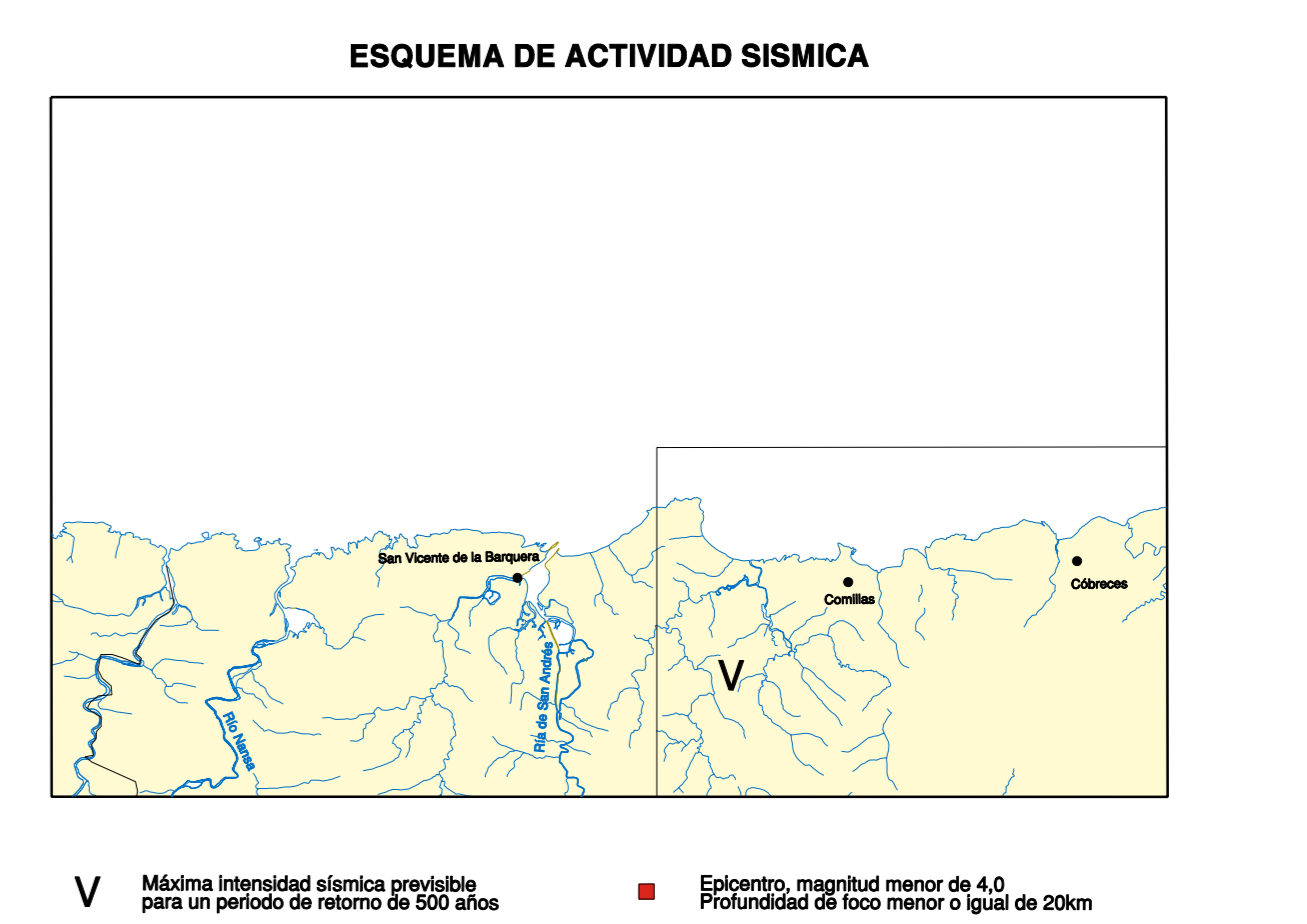 ESQUEMA DE ACTIVIDAD SISMICA
San Vicente de la Barquera
Comillas
Cóbreces
V
Ría de San Andrés
Río Nansa
V
Máxima intensidad sísmica previsible
para un periodo de retorno de 500 años
Epicentro, magnitud menor de 4,0
Profundidad de foco menor o igual de 20km